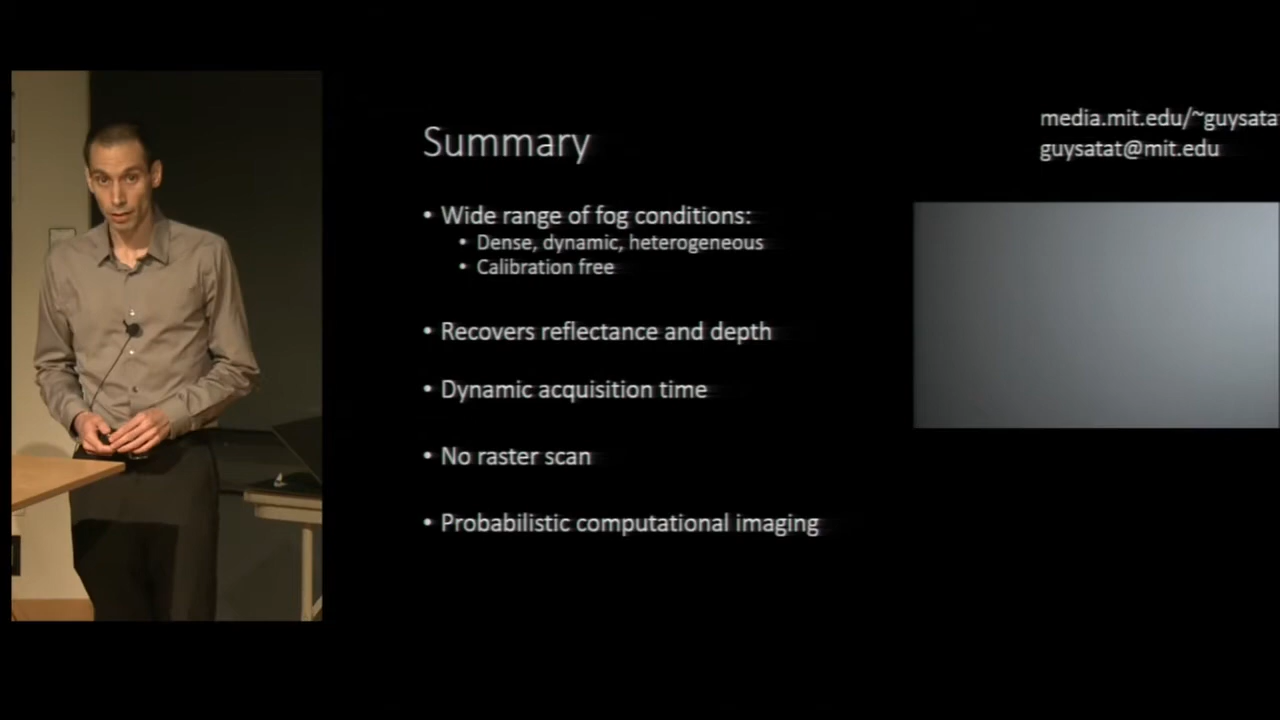 media.mit.edu/~guysata
guysatat@mit.edu
Summary
• Wide range of fog conditions:
• Dense, dynamic, heterogeneous
• Calibration free
• Recovers reflectance and depth
• Dynamic acquisition time
• No raster scan
• Probabilistic computational imaging